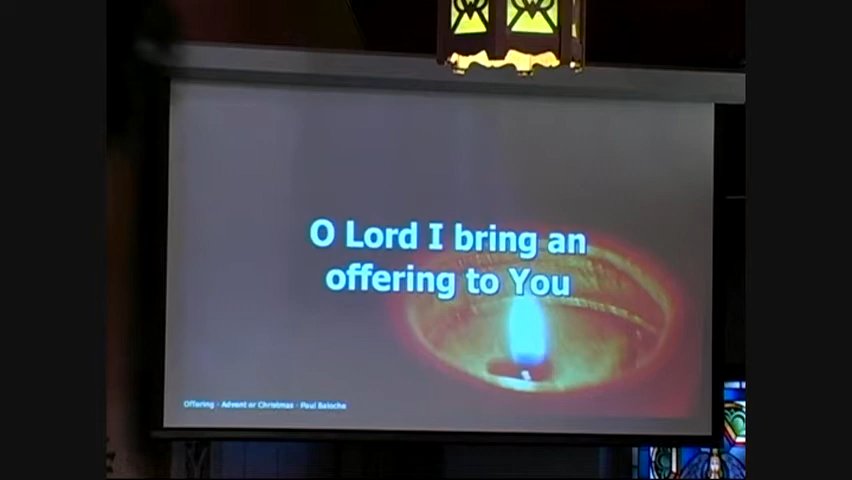 O Lord I bring an
offering to You
Offering - Advent or Christmas - Paul Baloche